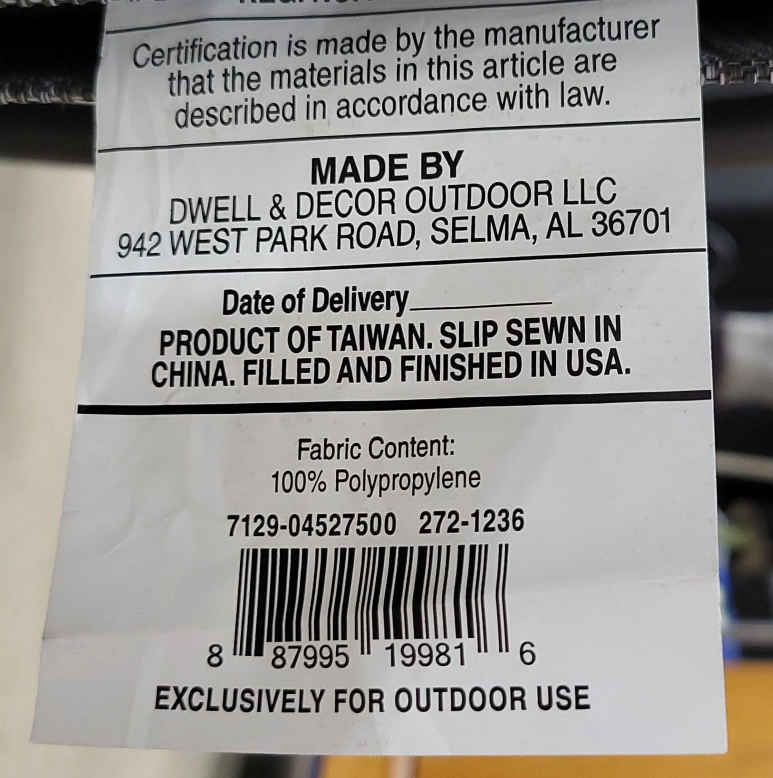 Certification is made by the manufacturer
that the materials in this article are
described in accordance with law.
MADE BY
DWELL & DECOR OUTDOOR LLC
942 WEST PARK ROAD, SELMA, AL 36701
Date of Delivery
PRODUCT OF TAIWAN. SLIP SEWN IN
CHINA. FILLED AND FINISHED IN USA.
Fabric Content:
100% Polypropylene
7129-04527500 272-1236
8 87995 19981 6
EXCLUSIVELY FOR OUTDOOR USE